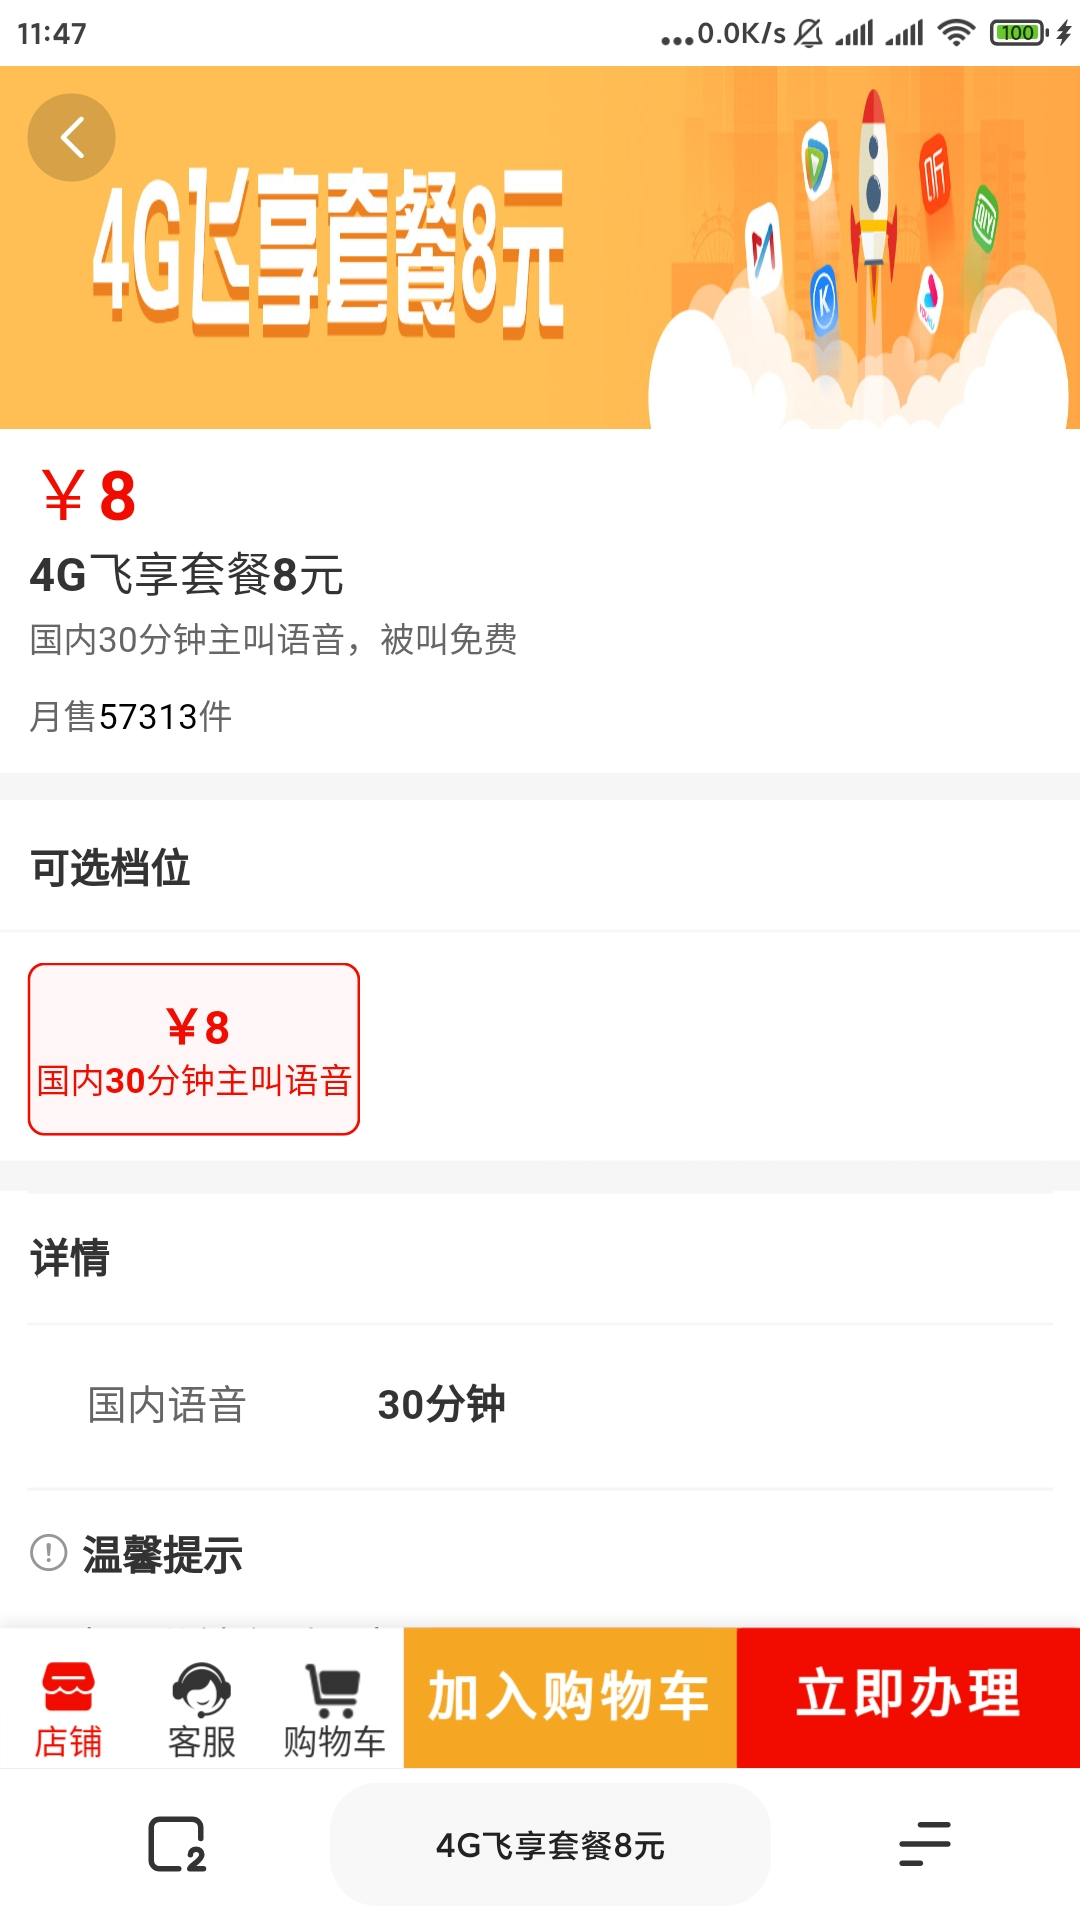 11:47
...0.0K/s
100
4G飞享套餐8元
¥8
4G飞享套餐8元
国内30分钟主叫语音，被叫免费
月售57313件
可选档位
¥8
国内30分钟主叫语音
详情
国内语音 30分钟
温馨提示
店铺 客服 购物车 加入购物车 立即办理
2
4G飞享套餐8元